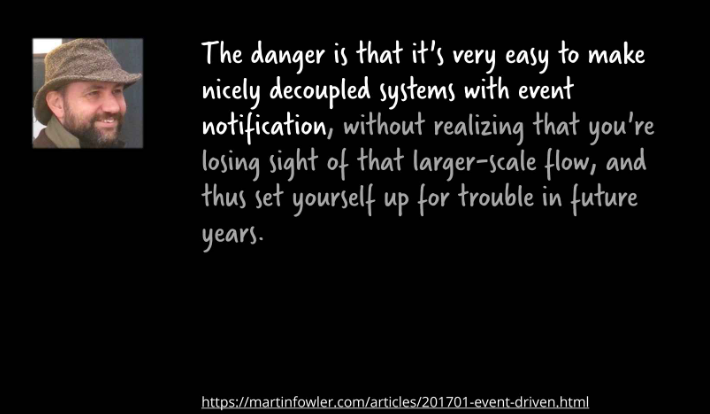 The danger is that it's very easy to make
nicely decoupled systems with event
notification, without realizing that you're
losing sight of that larger-scale flow, and
thus set yourself up for trouble in future
years.
https://martinfowler.com/articles/201701-event-driven.html